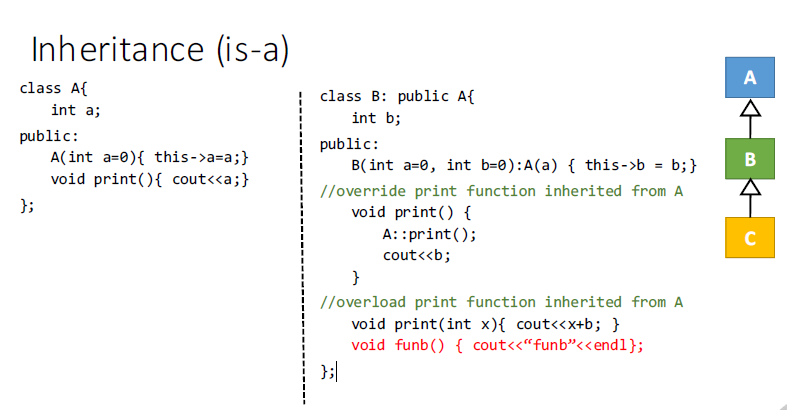 Inheritance (is-a)
class A{
int a;
public:
A(int a=0){ this->a=a;}
void print(){ cout<<a;}
};
class B: public A{
int b;
public:
B(int a=0, int b=0):A(a) { this->b = b;}
//override print function inherited from A
void print() {
A::print();
cout<<b;
}
//overload print function inherited from A
void print(int x){ cout<<x+b; }
void funb() { cout<<“funb”<<endl};
};
A
B
C